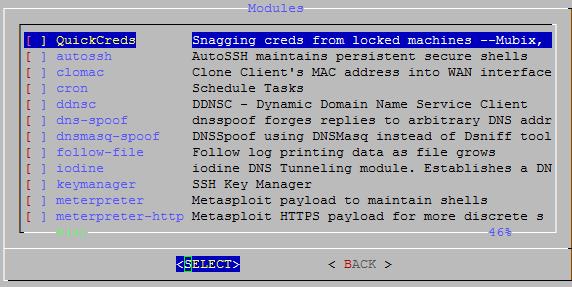 Modules
[ ] QuickCreds Snagging creds from locked machines --Mubix,
[ ] autossh AutoSSH maintains persistent secure shells
[ ] clomac Clone Client's MAC address into WAN interface
[ ] cron Schedule Tasks
[ ] ddnsc DDNSC - Dynamic Domain Name Service Client
[ ] dns-spoof dnsspoof forges replies to arbitrary DNS addr
[ ] dnsmasq-spoof DNSSpoof using DNSMasq instead of Dsniff tool
[ ] follow-file Follow log printing data as file grows
[ ] iodine iodine DNS Tunneling module. Establishes a DN
[ ] keymanager SSH Key Manager
[ ] meterpreter Metasploit payload to maintain shells
[ ] meterpreter-http Metasploit HTTPS payload for more discrete s
46%
<SELECT> < BACK >